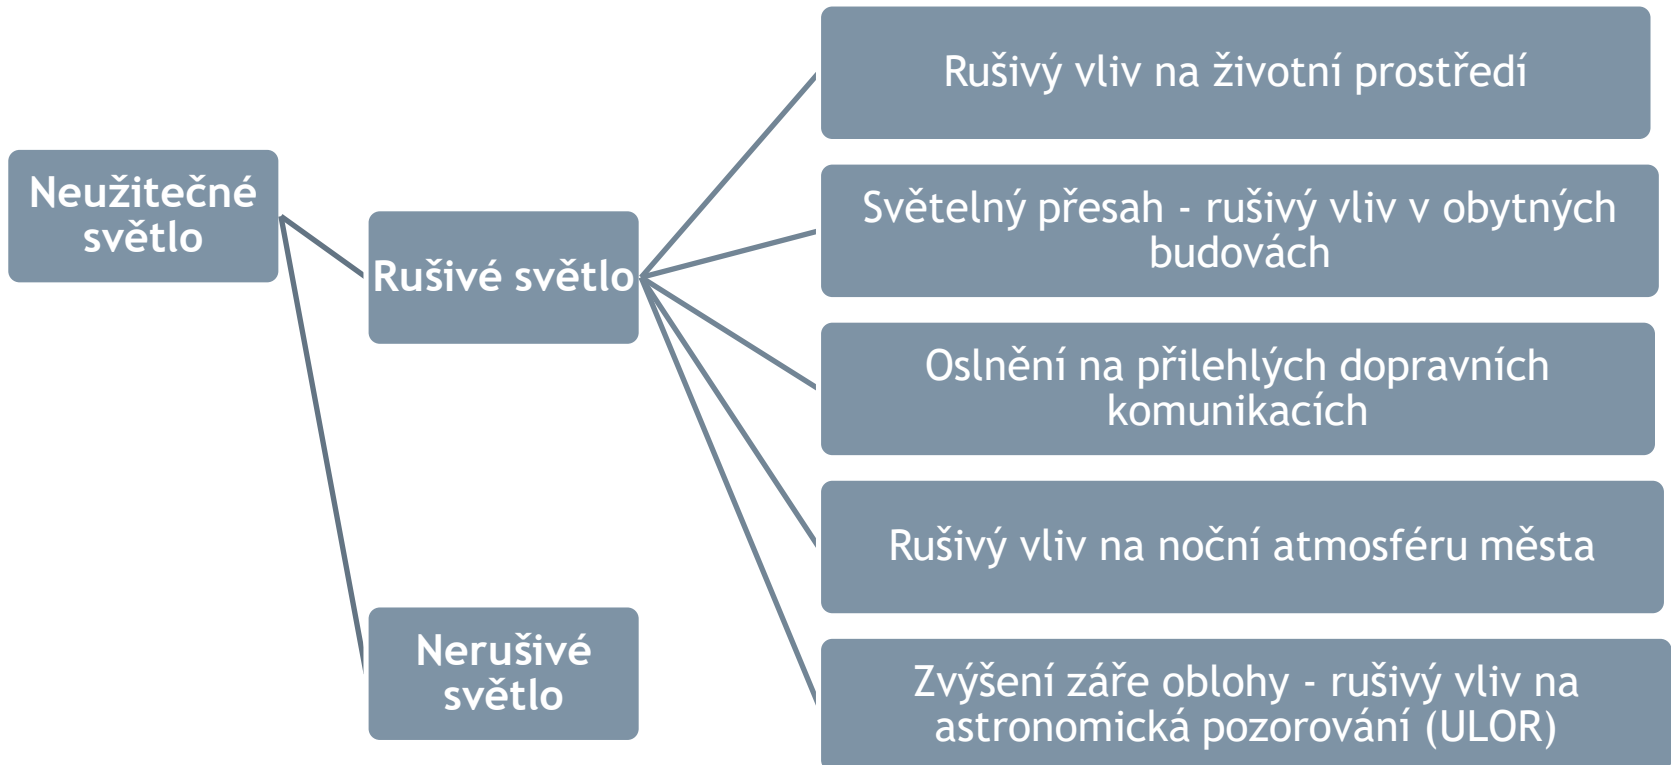 Neužitečné
světlo
Rušivé světlo
Nerušivé
světlo
Rušivý vliv na životní prostředí
Světelný přesah - rušivý vliv v obytných
budovách
Oslnění na přilehlých dopravních
komunikacích
Rušivý vliv na noční atmosféru města
Zvýšení záře oblohy - rušivý vliv na
astronomická pozorování (ULOR)